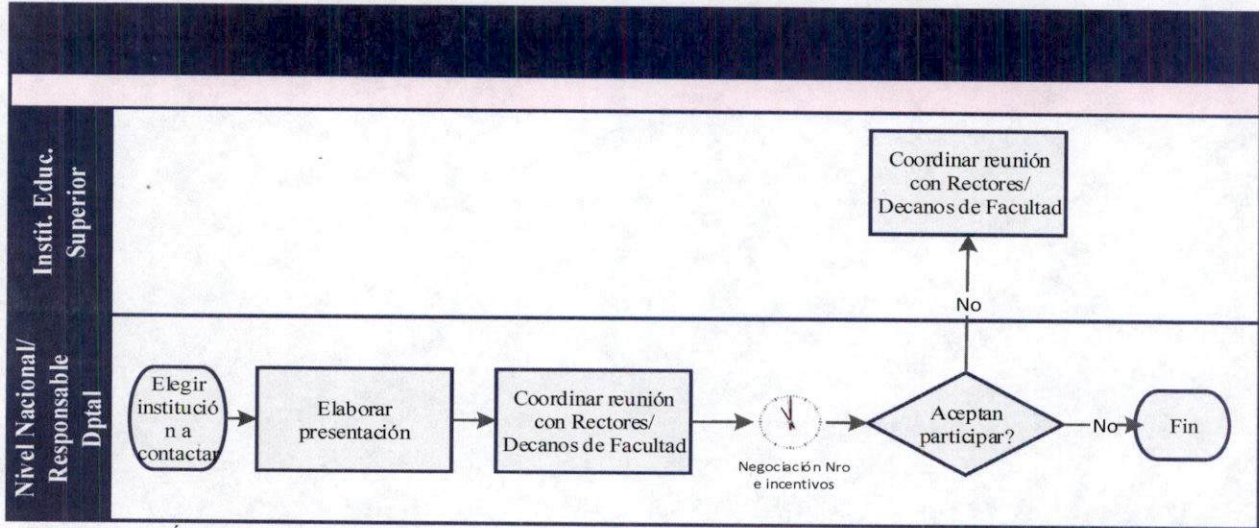 Instit. Educ.
Superior
Coordinar reunión
con Rectores/
Decanos de Facultad
No
Nivel Nacional/
Responsable
Dptal
Elegir
institució
n a
contactar
Elaborar
presentación
Coordinar reunión
con Rectores/
Decanos de Facultad
Negociación Nro
e incentivos
Aceptan
participar?
No
Fin